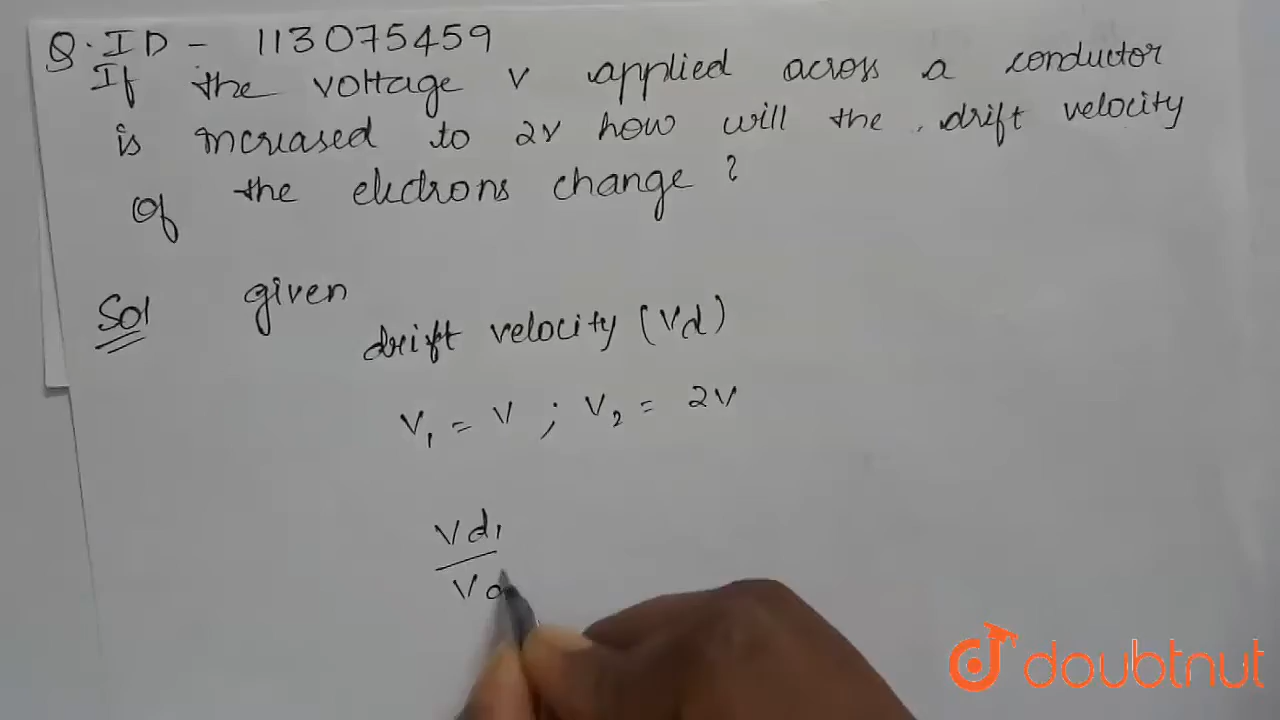 Q. ID - 113075459
If the voltage V applied across a conductor
is increased to 2V how will the drift velocity
of the electrons change ?
Sol given
drift velocity (Vd)
V1 = V ; V2 = 2V
Vd1
Vd
doubtnut